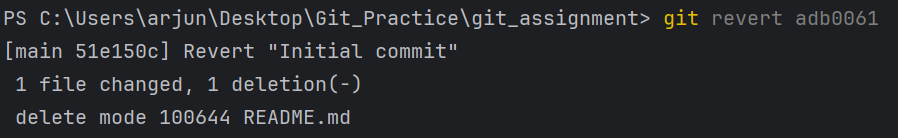 PS C:\Users\arjun\Desktop\Git_Practice\git_assignment> git revert adb0061
[main 51e150c] Revert "Initial commit"
 1 file changed, 1 deletion(-)
 delete mode 100644 README.md